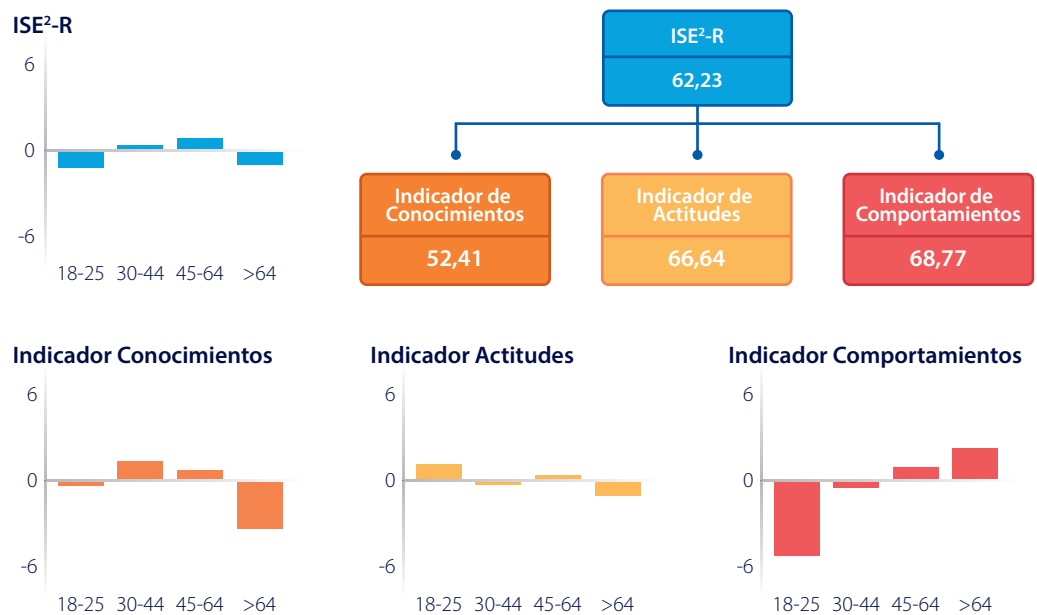 ISE²-R
6
0
-6
18-25 30-44 45-64 >64
ISE²-R
62,23
Indicador de
Conocimientos
52,41
Indicador de
Actitudes
66,64
Indicador de
Comportamientos
68,77
Indicador Conocimientos
6
0
-6
18-25 30-44 45-64 >64
Indicador Actitudes
6
0
-6
18-25 30-44 45-64 >64
Indicador Comportamientos
6
0
-6
18-25 30-44 45-64 >64